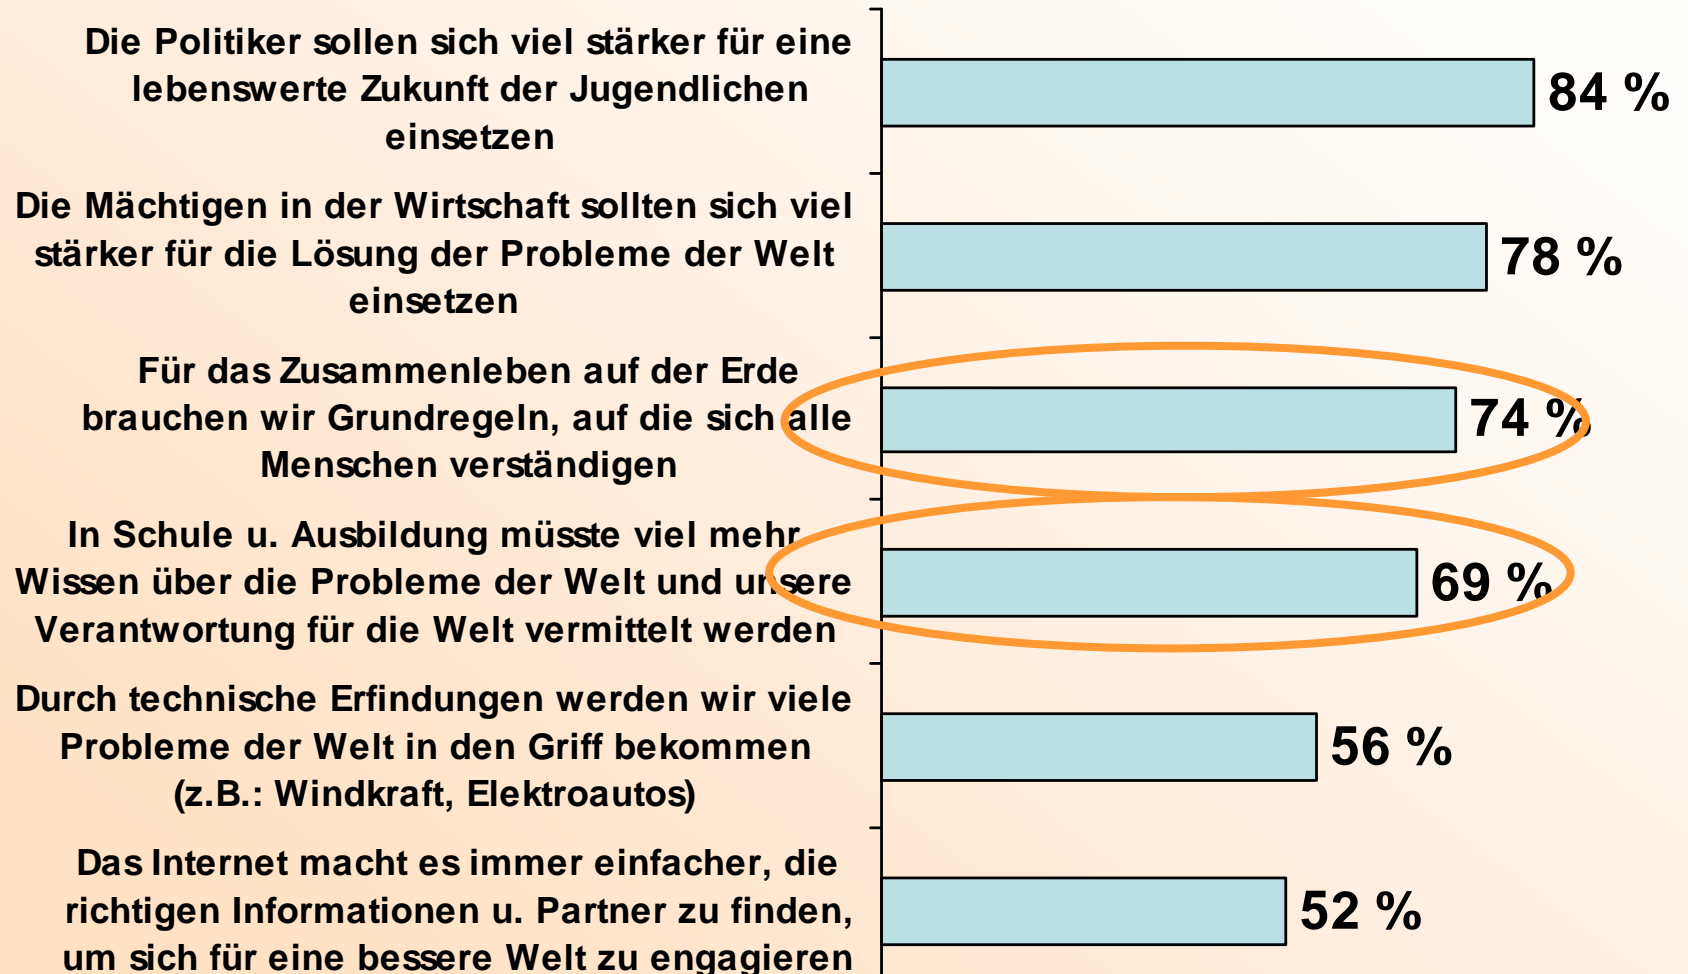 Die Politiker sollen sich viel stärker für eine
lebenswerte Zukunft der Jugendlichen
einsetzen
84 %
Die Mächtigen in der Wirtschaft sollten sich viel
stärker für die Lösung der Probleme der Welt
einsetzen
78 %
Für das Zusammenleben auf der Erde
brauchen wir Grundregeln, auf die sich alle
Menschen verständigen
74 %
In Schule u. Ausbildung müsste viel mehr
Wissen über die Probleme der Welt und unsere
Verantwortung für die Welt vermittelt werden
69 %
Durch technische Erfindungen werden wir viele
Probleme der Welt in den Griff bekommen
(z.B.: Windkraft, Elektroautos)
56 %
Das Internet macht es immer einfacher, die
richtigen Informationen u. Partner zu finden,
um sich für eine bessere Welt zu engagieren
52 %